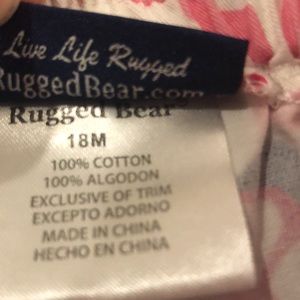 Live Life Rugged
RuggedBear.com
Rugged Bear
18M
100% COTTON
100% ALGODON
EXCLUSIVE OF TRIM
EXCEPTO ADORNO
MADE IN CHINA
HECHO EN CHINA